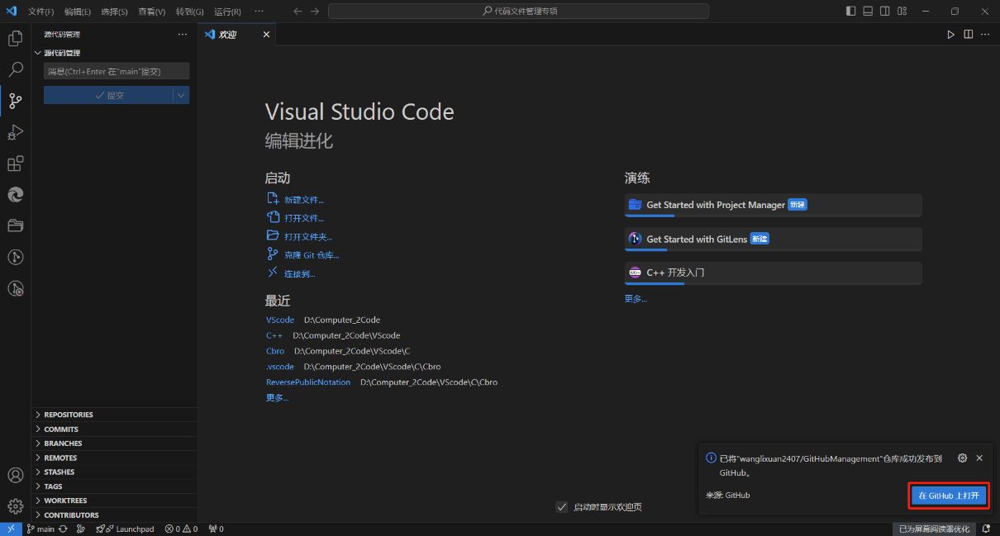 文件(F) 编辑(E) 选择(S) 查看(V) 转到(G) 运行(R) ··· 代码文件管理专项
源代码管理 ···
源代码管理
消息(Ctrl+Enter 在"main"提交)
提交
REPOSITORIES
COMMITS
BRANCHES
REMOTES
STASHES
TAGS
WORKTREES
CONTRIBUTORS
欢迎
Visual Studio Code
编辑进化
启动
新建文件...
打开文件...
打开文件夹...
克隆 Git 仓库...
连接到...
最近
VScode D:\Computer_2Code
C++ D:\Computer_2Code\VScode
Cbro D:\Computer_2Code\VScode\C
.vscode D:\Computer_2Code\VScode\C\Cbro
ReversePublicNotation D:\Computer_2Code\VScode\C\Cbro
更多...
演练
Get Started with Project Manager 新建
Get Started with GitLens 新建
C++ 开发入门
更多...
已将"wanglixuan2407/GitHubManagement"仓库成功发布到
GitHub。
来源: GitHub
在 GitHub 上打开
启动时显示欢迎页
main Launchpad 0 0 0 已为屏幕阅读器优化